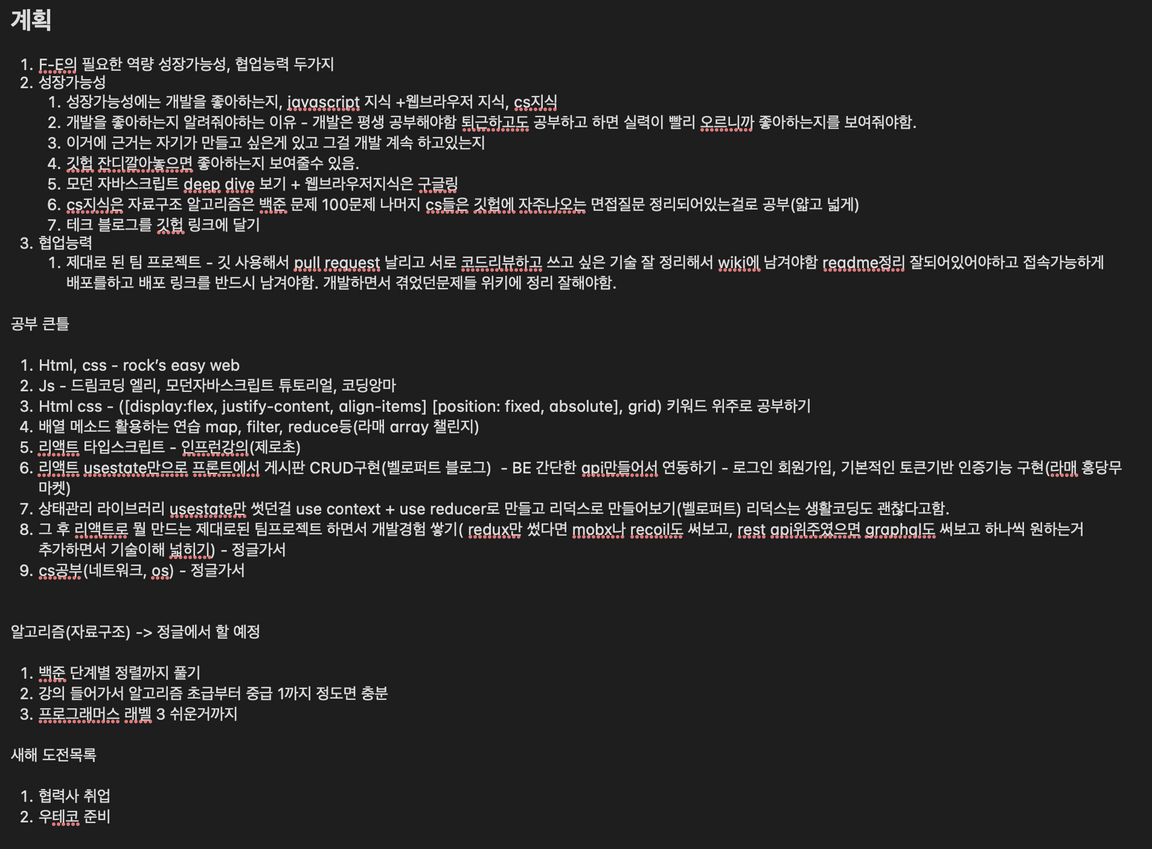 계획
1. F-E의 필요한 역량 성장가능성, 협업능력 두가지
2. 성장가능성
1. 성장가능성에는 개발을 좋아하는지, javascript 지식 +웹브라우저 지식, cs지식
2. 개발을 좋아하는지 알려줘야하는 이유 - 개발은 평생 공부해야함 퇴근하고도 공부하고 하면 실력이 빨리 오르니까 좋아하는지를 보여줘야함.
3. 이거에 근거는 자기가 만들고 싶은게 있고 그걸 개발 계속 하고있는지
4. 깃헙 잔디깔아놓으면 좋아하는지 보여줄수 있음.
5. 모던 자바스크립트 deep dive 보기 + 웹브라우저지식은 구글링
6. cs지식은 자료구조 알고리즘은 백준 문제 100문제 나머지 cs들은 깃헙에 자주나오는 면접질문 정리되어있는걸로 공부(얇고 넓게)
7. 테크 블로그를 깃헙 링크에 달기
3. 협업능력
1. 제대로 된 팀 프로젝트 - 깃 사용해서 pull request 날리고 서로 코드리뷰하고 쓰고 싶은 기술 잘 정리해서 wiki에 남겨야함 readme정리 잘되어있어야하고 접속가능하게
배포를하고 배포 링크를 반드시 남겨야함. 개발하면서 겪었던문제들 위키에 정리 잘해야함.
공부 큰틀
1. Html, css - rock’s easy web
2. Js - 드림코딩 엘리, 모던자바스크립트 튜토리얼, 코딩앙마
3. Html css - ([display:flex, justify-content, align-items] [position: fixed, absolute], grid) 키워드 위주로 공부하기
4. 배열 메소드 활용하는 연습 map, filter, reduce등(라매 array 챌린지)
5. 리액트 타입스크립트 - 인프런강의(제로초)
6. 리액트 usestate만으로 프론트에서 게시판 CRUD구현(벨로퍼트 블로그) - BE 간단한 api만들어서 연동하기 - 로그인 회원가입, 기본적인 토큰기반 인증기능 구현(라매 홍당무
마켓)
7. 상태관리 라이브러리 usestate만 썻던걸 use context + use reducer로 만들고 리덕스로 만들어보기(벨로퍼트) 리덕스는 생활코딩도 괜찮다고함.
8. 그 후 리액트로 뭘 만드는 제대로된 팀프로젝트 하면서 개발경험 쌓기( redux만 썼다면 mobx나 recoil도 써보고, rest api위주였으면 graphql도 써보고 하나씩 원하는거
추가하면서 기술이해 넓히기) - 정글가서
9. cs공부(네트워크, os) - 정글가서
알고리즘(자료구조) -> 정글에서 할 예정
1. 백준 단계별 정렬까지 풀기
2. 강의 들어가서 알고리즘 초급부터 중급 1까지 정도면 충분
3. 프로그래머스 래벨 3 쉬운거까지
새해 도전목록
1. 협력사 취업
2. 우테코 준비